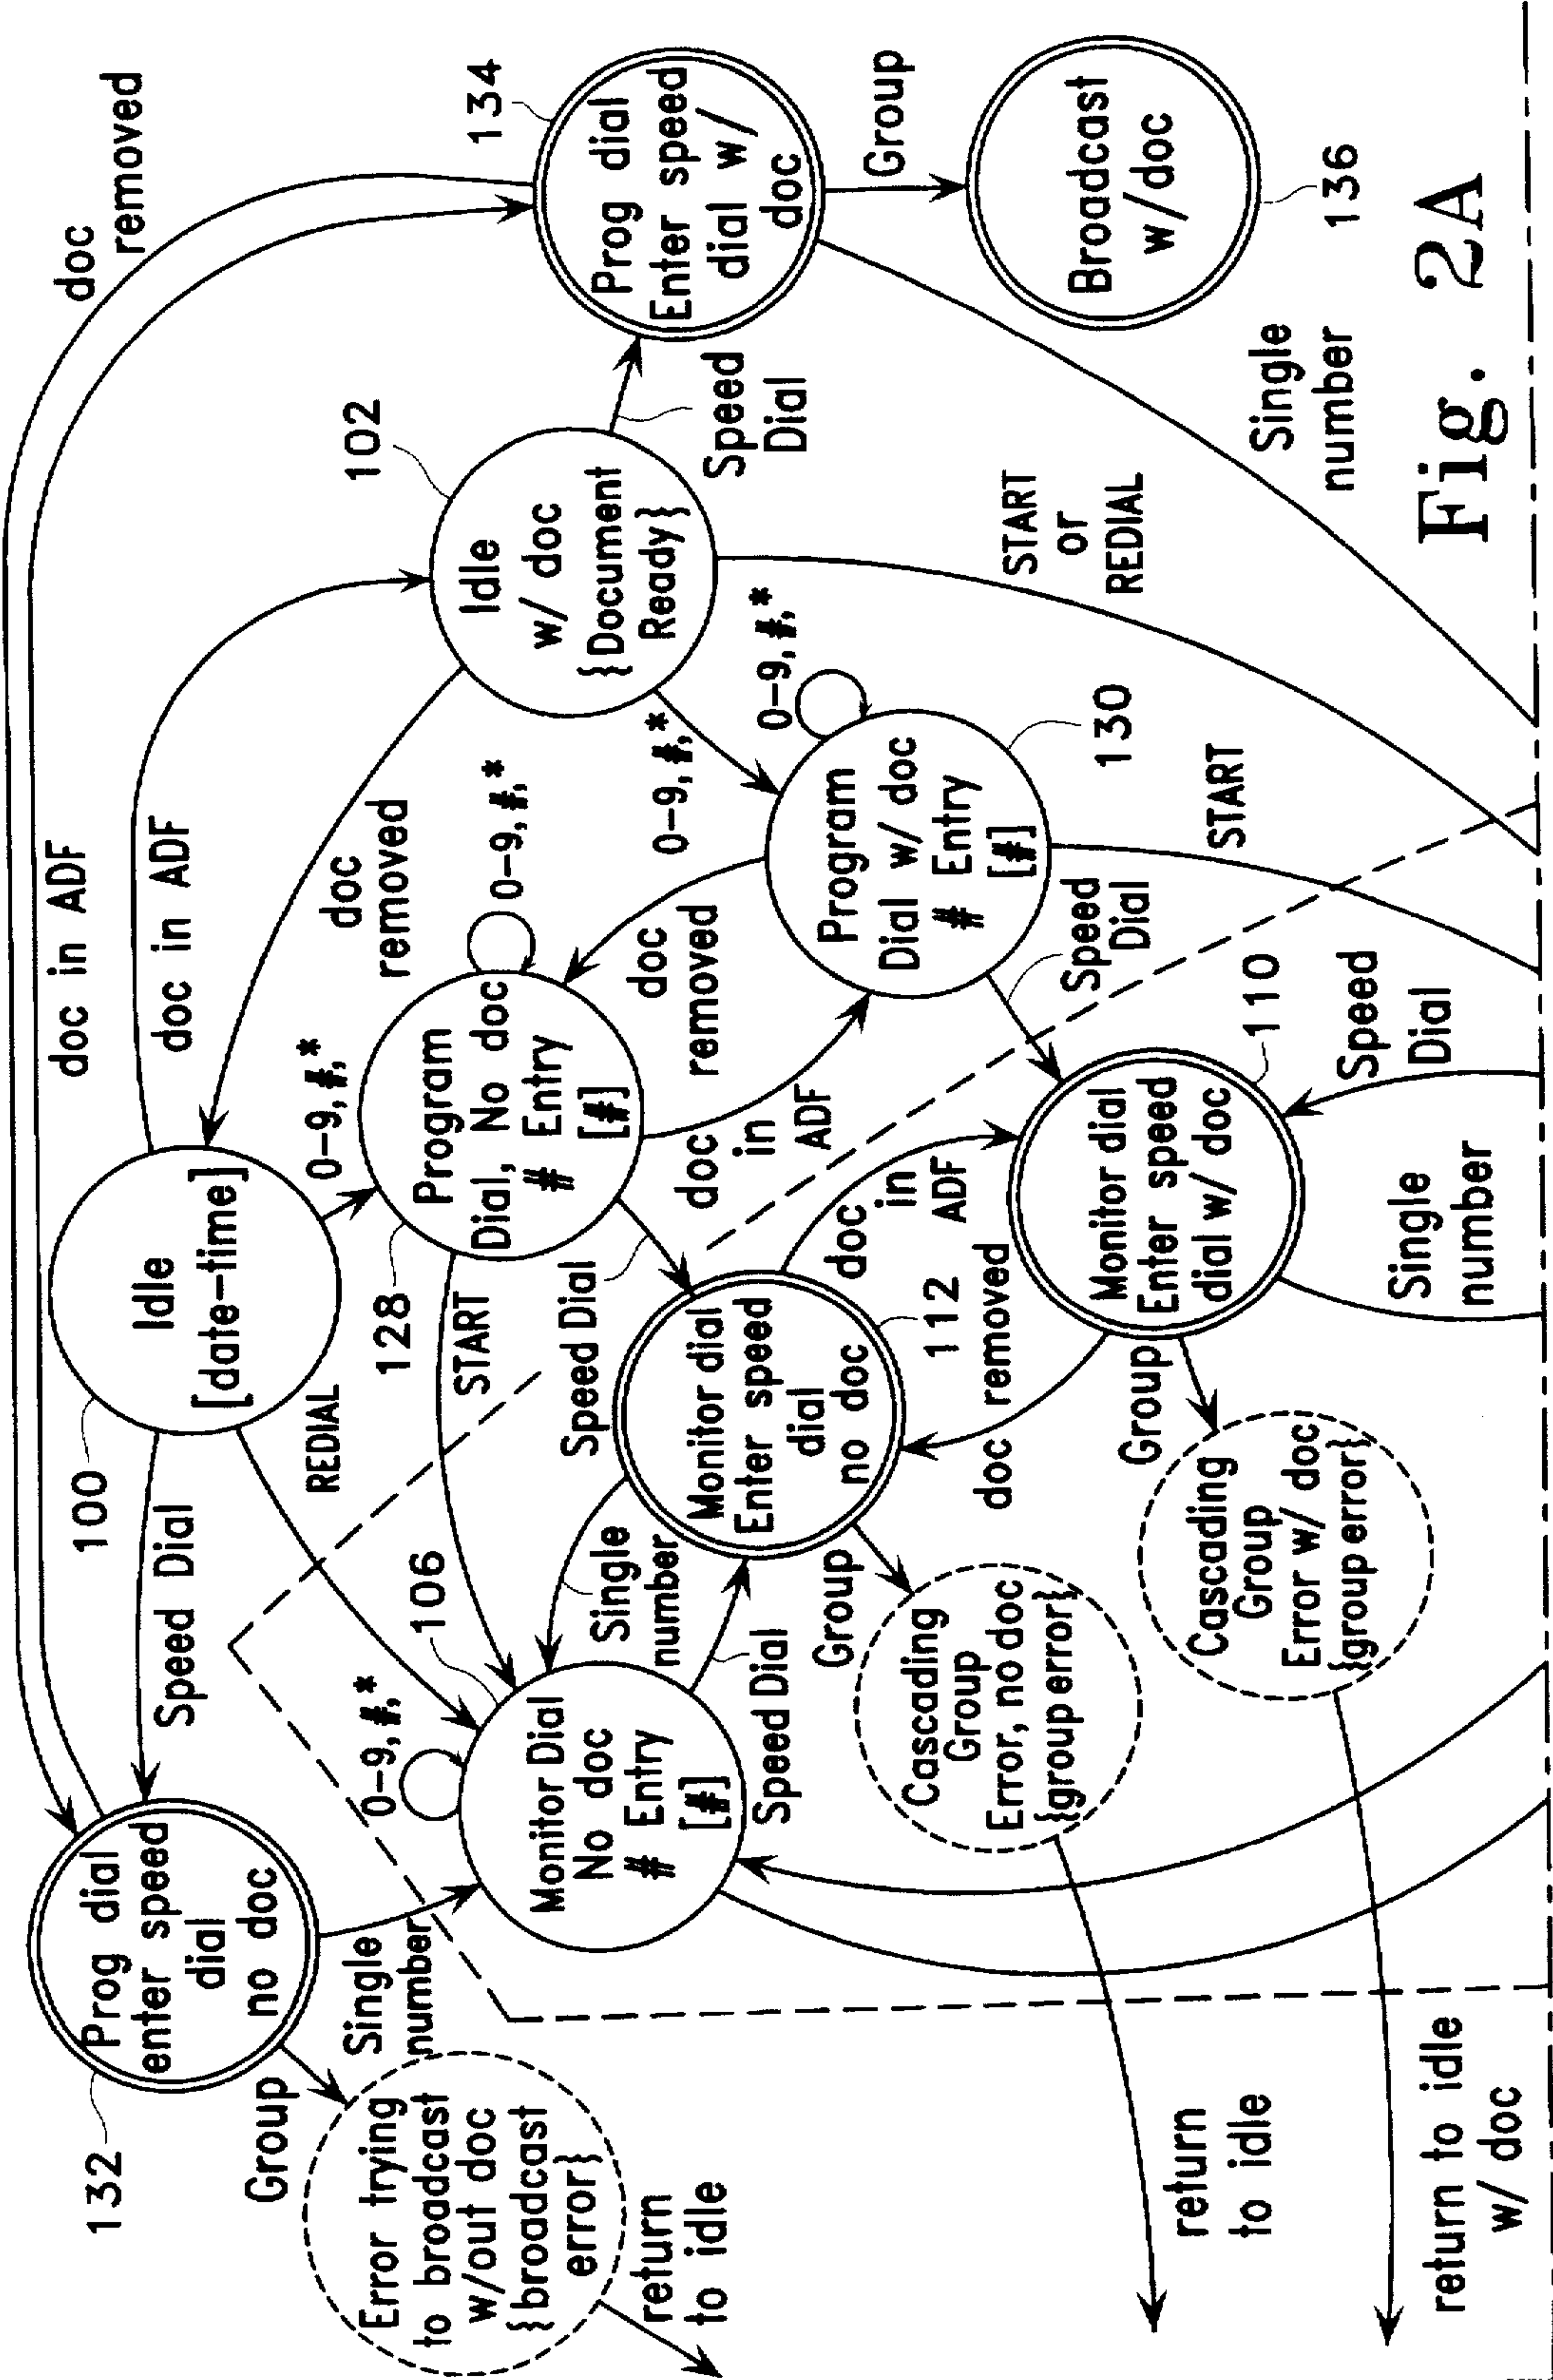 132
Prog dial
enter speed
dial
no doc
Group
Error trying
to broadcast
w/out doc
{broadcast
error}
return
to idle
Single
number
Speed Dial
100
Idle
[date-time]
REDIAL
doc in ADF
doc in ADF
doc
removed
doc
removed
0-9,#,*
128
Program
Dial, No doc
# Entry
[#]
0-9,#,*
START
102
Idle
w/ doc
{Document
Ready}
Speed
Dial
134
Prog dial
Enter speed
dial w/
doc
Group
Broadcast
w/doc
136
Single
number
START
or
REDIAL
0-9,#,*
0-9,#,*
Program
Dial w/ doc
# Entry
[#]
130
START
doc
removed
doc
in
ADF
Speed
Dial
Speed Dial
106
0-9,#,*
Monitor Dial
No doc
# Entry
[#]
Single
number
Speed Dial
Monitor dial
Enter speed
dial
no doc
112
doc
in
ADF
doc removed
Monitor dial
Enter speed
dial w/ doc
110
Speed
Dial
Single
number
Group
Cascading
Group
Error, no doc
{group error}
Group
Cascading
Group
Error w/ doc
{group error}
return
to idle
return to idle
w/ doc
Fig. 2A